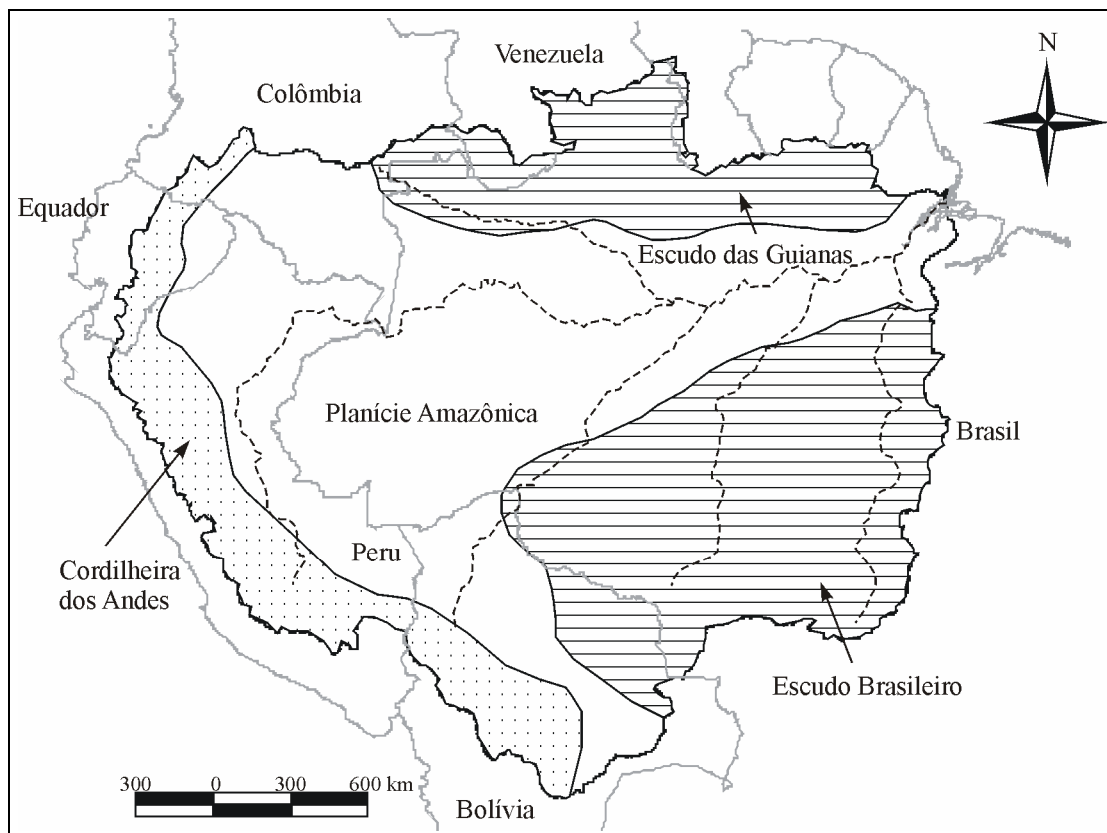 N
Venezuela
Colômbia
Equador
Escudo das Guianas
Planície Amazônica
Brasil
Peru
Cordilheira
dos Andes
Escudo Brasileiro
300 0 300 600 km
Bolívia